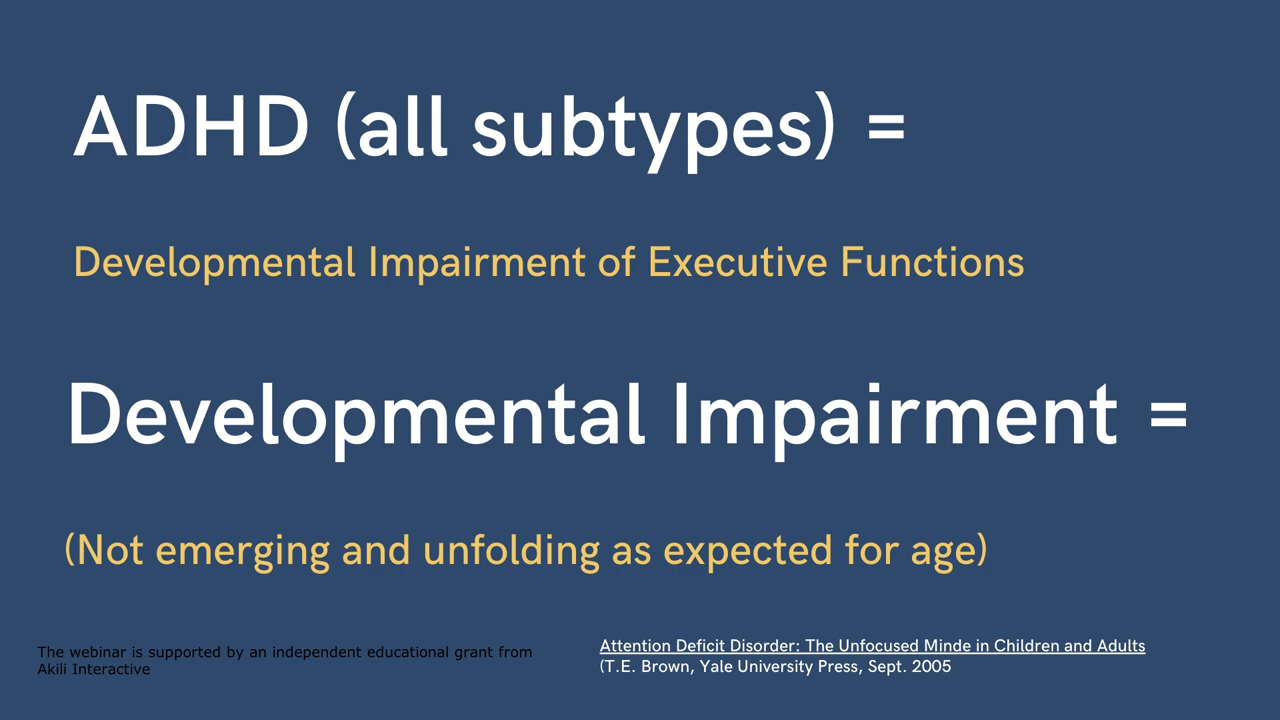 ADHD (all subtypes) =
Developmental Impairment of Executive Functions
Developmental Impairment =
(Not emerging and unfolding as expected for age)
The webinar is supported by an independent educational grant from
Akili Interactive
Attention Deficit Disorder: The Unfocused Minde in Children and Adults
(T.E. Brown, Yale University Press, Sept. 2005